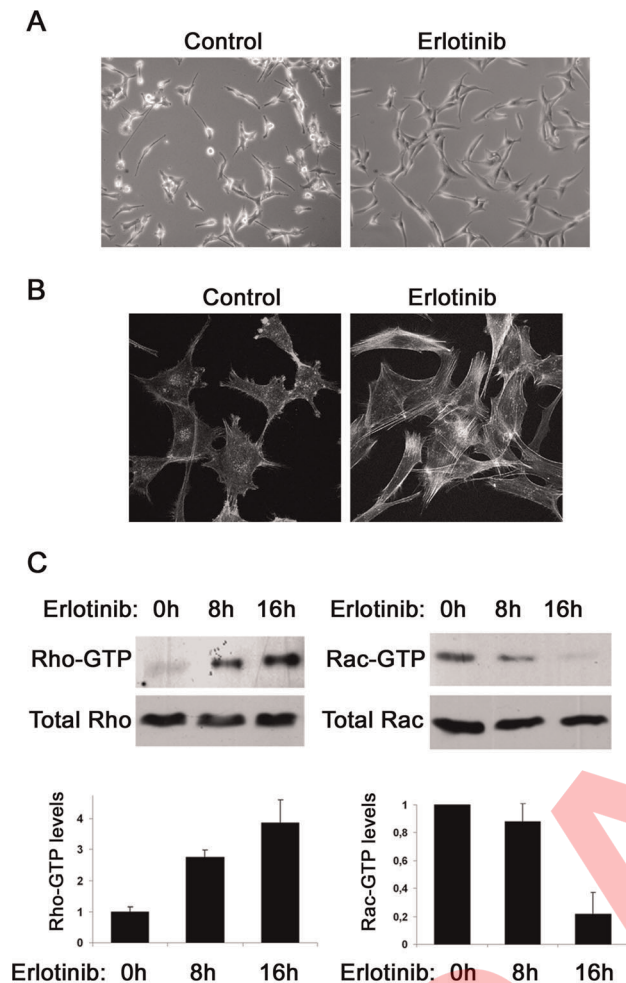 A
Control Erlotinib
B
Control Erlotinib
C
Erlotinib: 0h 8h 16h
Rho-GTP
Total Rho
Erlotinib: 0h 8h 16h
Rac-GTP
Total Rac
Rho-GTP levels
4
3
2
1
0
Erlotinib: 0h 8h 16h
Rac-GTP levels
1
0,8
0,6
0,4
0,2
0
Erlotinib: 0h 8h 16h